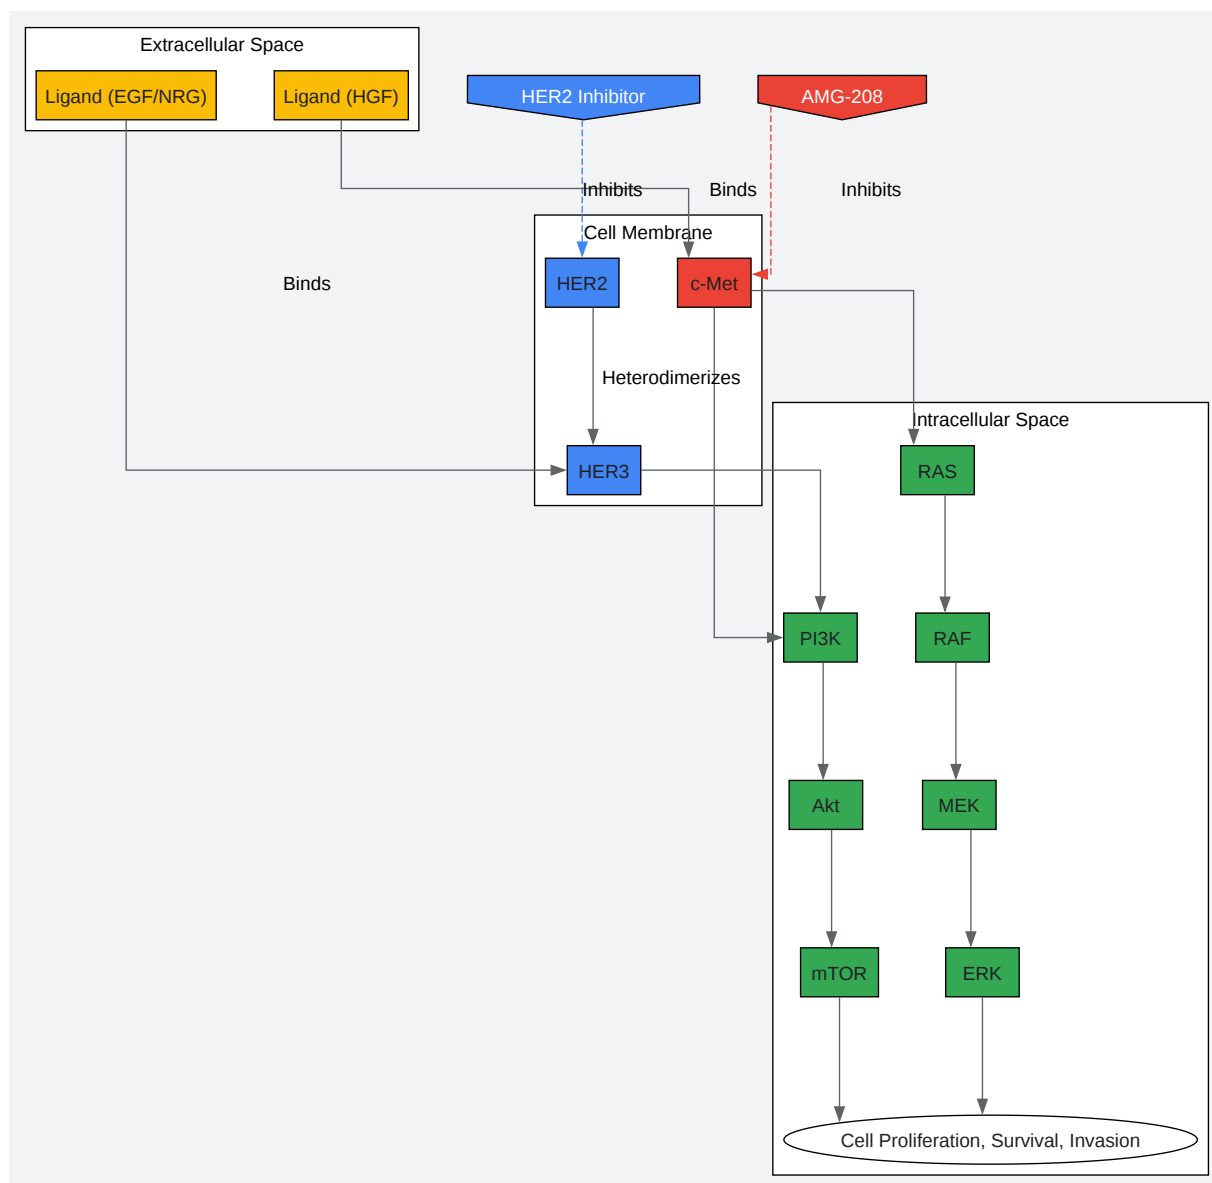 Extracellular Space
Ligand (EGF/NRG)
Ligand (HGF)
HER2 Inhibitor
AMG-208
Inhibits
Binds
Inhibits
Cell Membrane
Binds
HER2
c-Met
Heterodimerizes
Intracellular Space
HER3
RAS
PI3K
RAF
Akt
MEK
mTOR
ERK
Cell Proliferation, Survival, Invasion